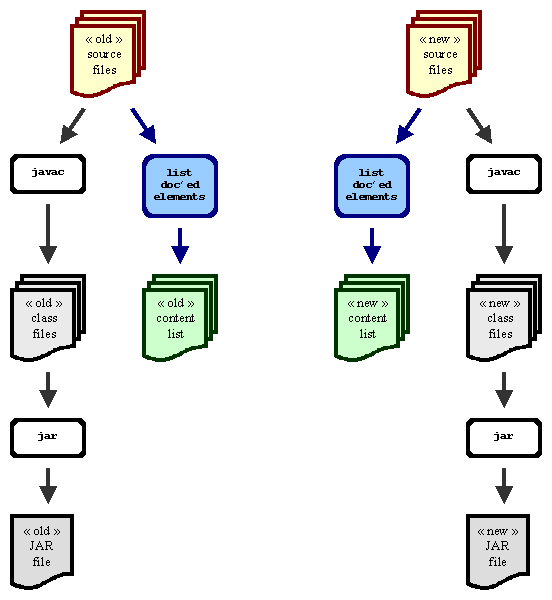 « old »
source
files
« new »
source
files
javac
list
doc'ed
elements
list
doc'ed
elements
javac
« old »
class
files
« old »
content
list
« new »
content
list
« new »
class
files
jar
jar
« old »
JAR
file
« new »
JAR
file